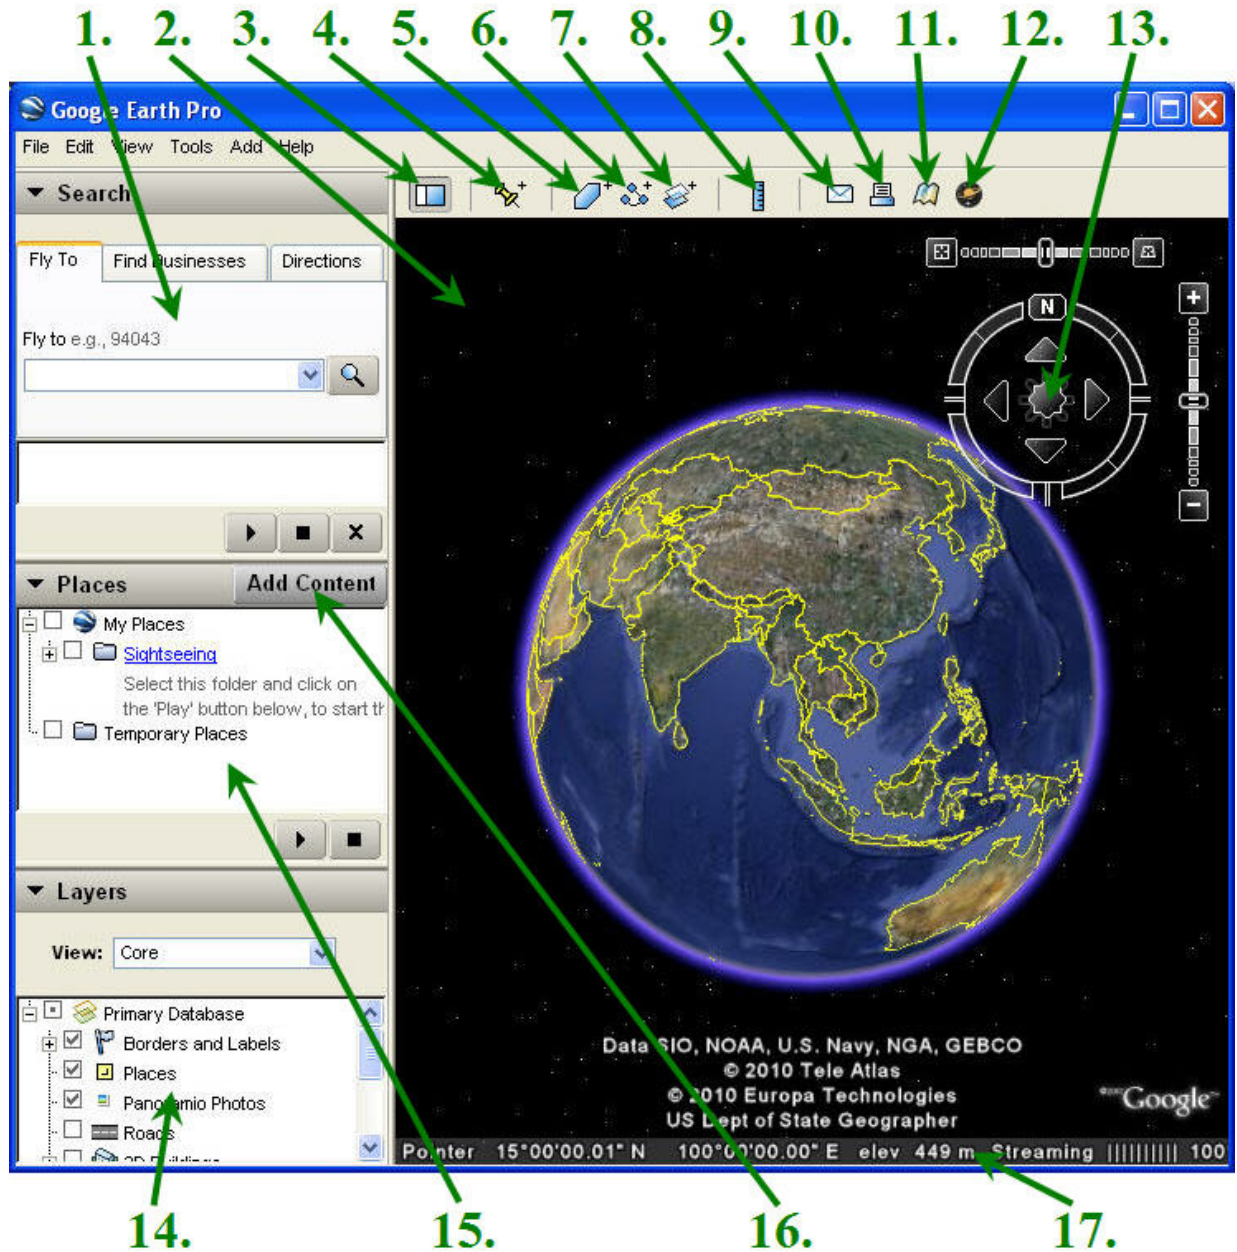 1. 2. 3. 4. 5. 6. 7. 8. 9. 10. 11. 12. 13.
Google Earth Pro
File Edit View Tools Add Help
Search
Fly To Find Businesses Directions
Fly to e.g., 94043
N
Places Add Content
My Places
Sightseeing
Select this folder and click on
the 'Play' button below, to start th
Temporary Places
Layers
View: Core
Primary Database
Borders and Labels
Places
Panoramio Photos
Roads
3D Buildings
Data SIO, NOAA, U.S. Navy, NGA, GEBCO
© 2010 Tele Atlas
© 2010 Europa Technologies
US Dept of State Geographer
Google
Pointer 15°00'00.01" N 100°00'00.00" E elev 449 m Streaming |||||||||| 100
14. 15. 16. 17.